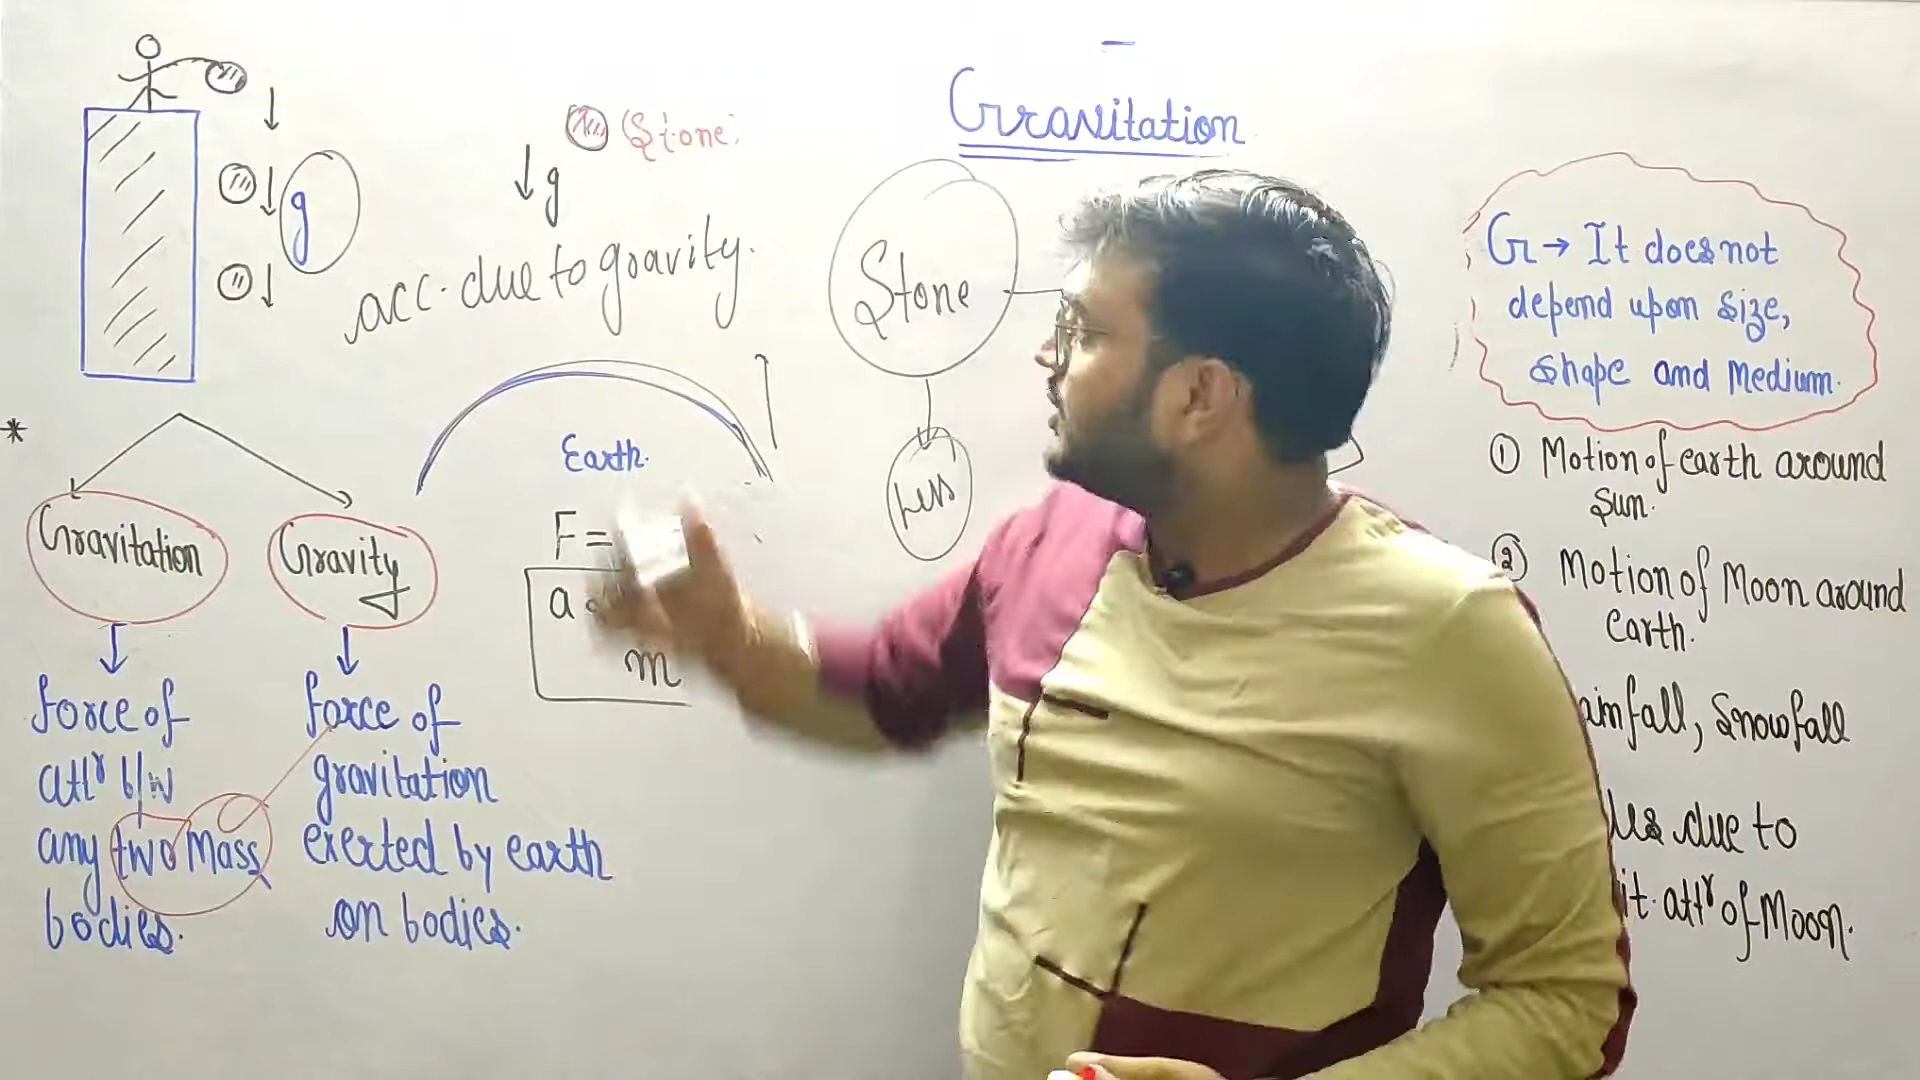 Gravitation
(Stone)
g
g
acc. due to gravity.
Stone
Less
Earth.
F =
a
m
*
Gravitation
Gravity
force of
attr b/w
any two Mass
bodies.
force of
gravitation
exerted by earth
on bodies.
G → It does not
depend upon size,
shape and Medium.
① Motion of earth around
sun.
② Motion of Moon around
earth.
ainfall, snowfall
due to
it. attr of Moon.